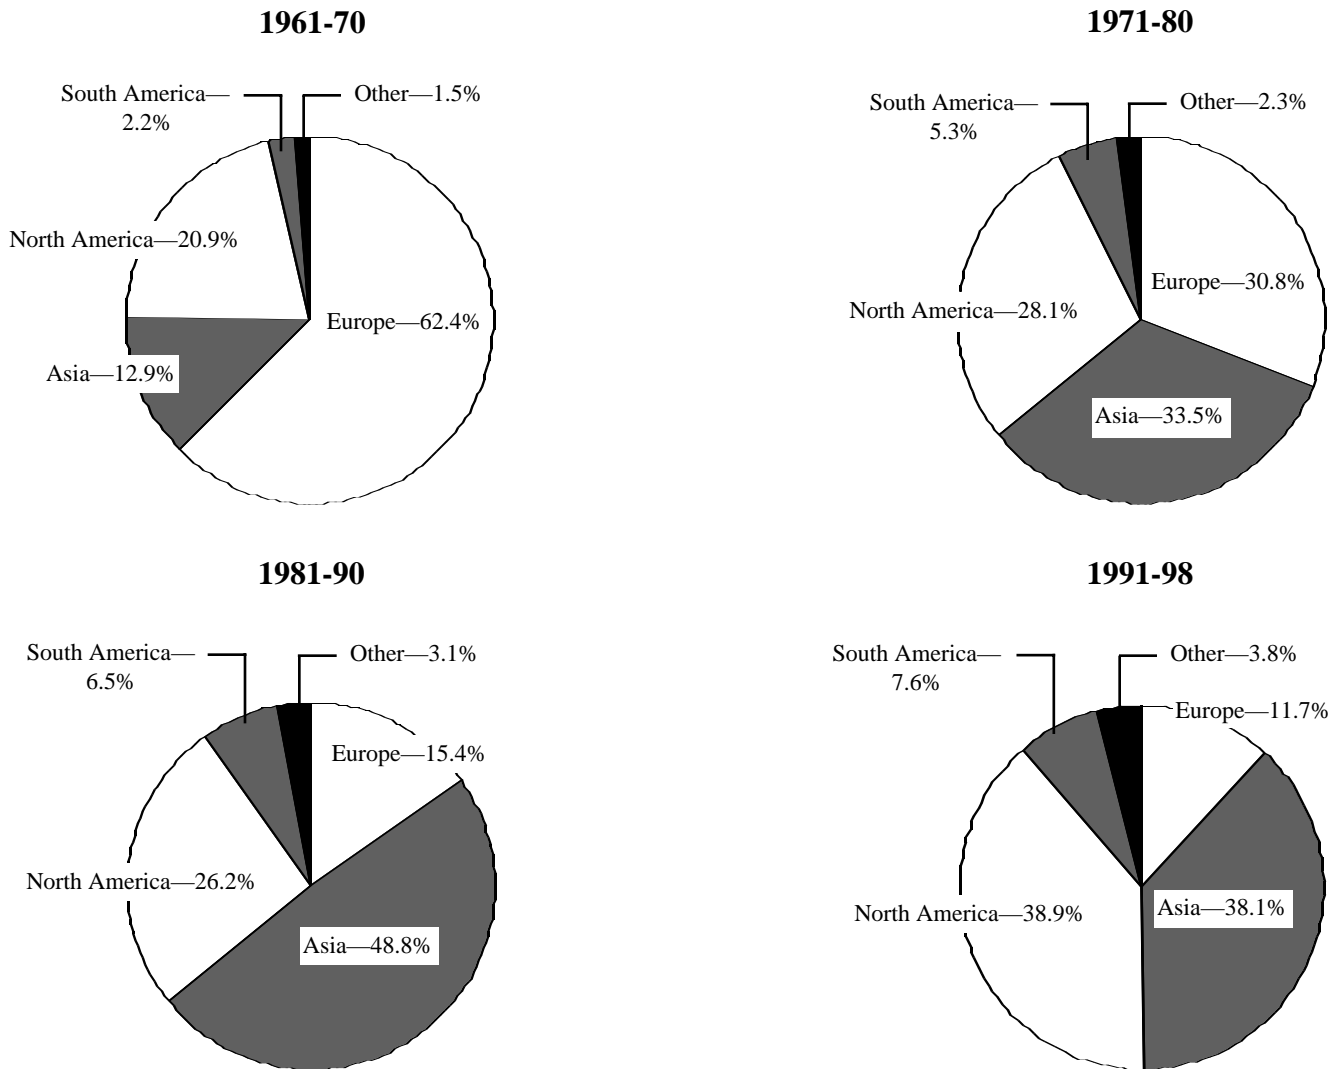 1961-70
South America—
2.2%
Other—1.5%
North America—20.9%
Europe—62.4%
Asia—12.9%
1971-80
South America—
5.3%
Other—2.3%
Europe—30.8%
North America—28.1%
Asia—33.5%
1981-90
South America—
6.5%
Other—3.1%
Europe—15.4%
North America—26.2%
Asia—48.8%
1991-98
South America—
7.6%
Other—3.8%
Europe—11.7%
North America—38.9%
Asia—38.1%